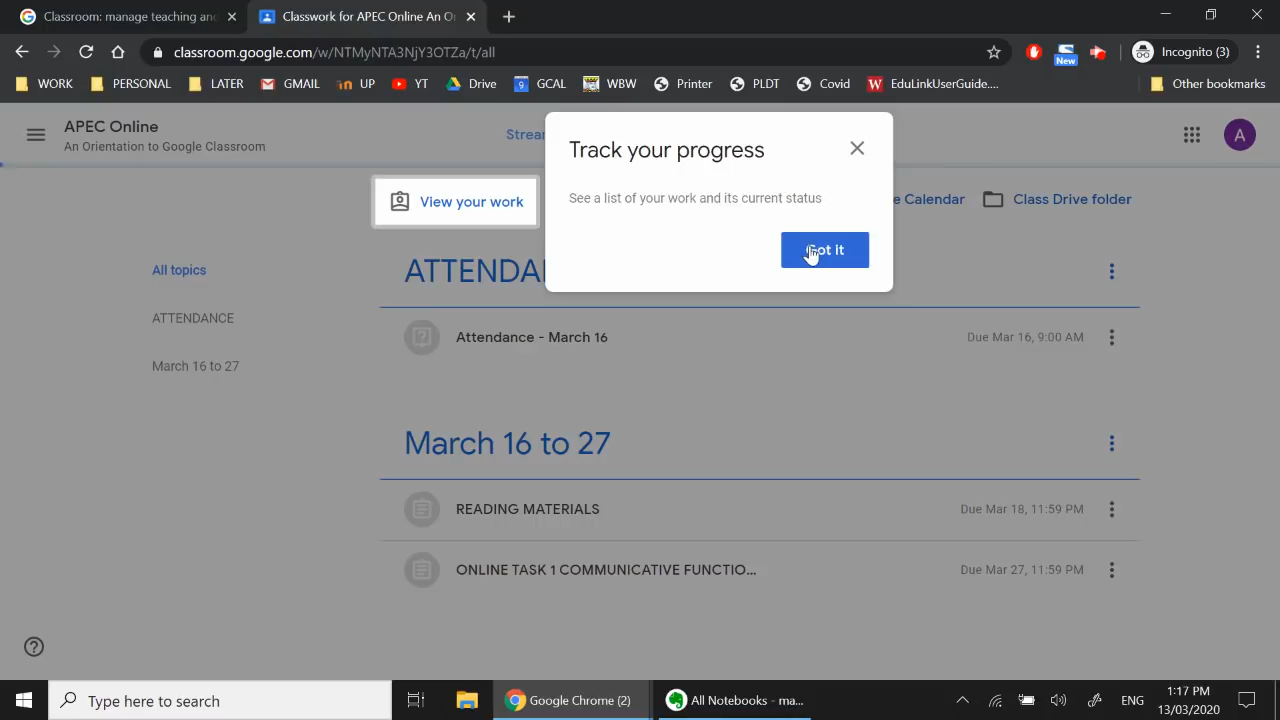 Classroom: manage teaching and
Classwork for APEC Online An O
classroom.google.com/w/NTMyNTA3NjY3OTZa/t/all
New
Incognito (3)
WORK
PERSONAL
LATER
GMAIL
UP
YT
Drive
GCAL
WBW
Printer
PLDT
Covid
EduLinkUserGuide....
Other bookmarks
APEC Online
An Orientation to Google Classroom
Stream
A
Track your progress
See a list of your work and its current status
Got it
View your work
e Calendar
Class Drive folder
All topics
ATTENDANCE
March 16 to 27
ATTENDA
Attendance - March 16
Due Mar 16, 9:00 AM
March 16 to 27
READING MATERIALS
Due Mar 18, 11:59 PM
ONLINE TASK 1 COMMUNICATIVE FUNCTIO...
Due Mar 27, 11:59 PM
Type here to search
Google Chrome (2)
All Notebooks - ma...
ENG
1:17 PM
13/03/2020